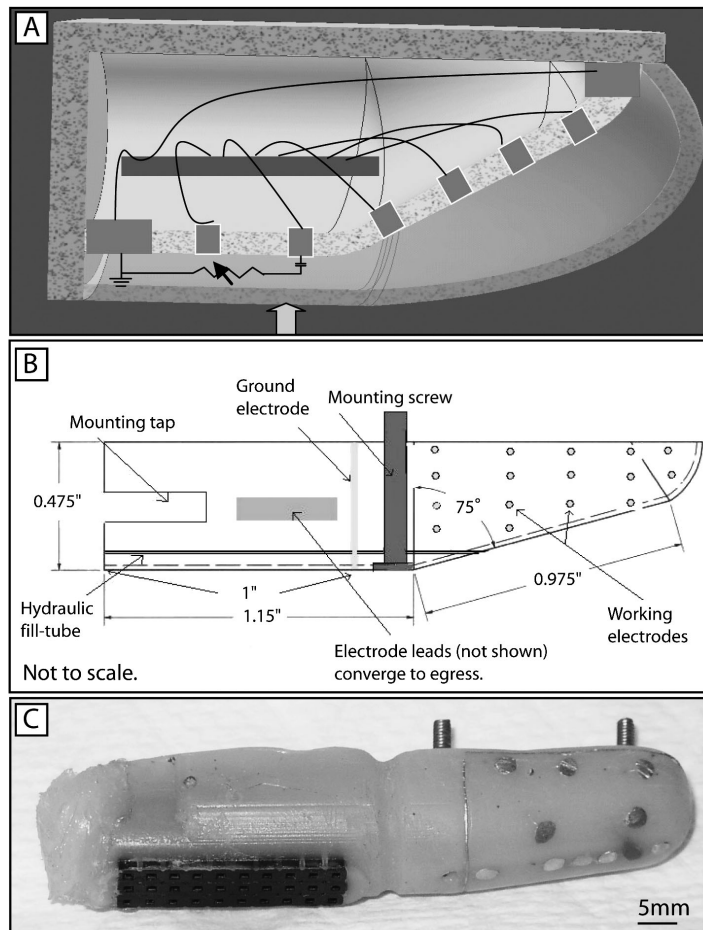 A
B
Ground
electrode
Mounting screw
Mounting tap
0.475"
75°
0.975"
1"
1.15"
Hydraulic
fill-tube
Working
electrodes
Electrode leads (not shown)
converge to egress.
Not to scale.
C
5mm